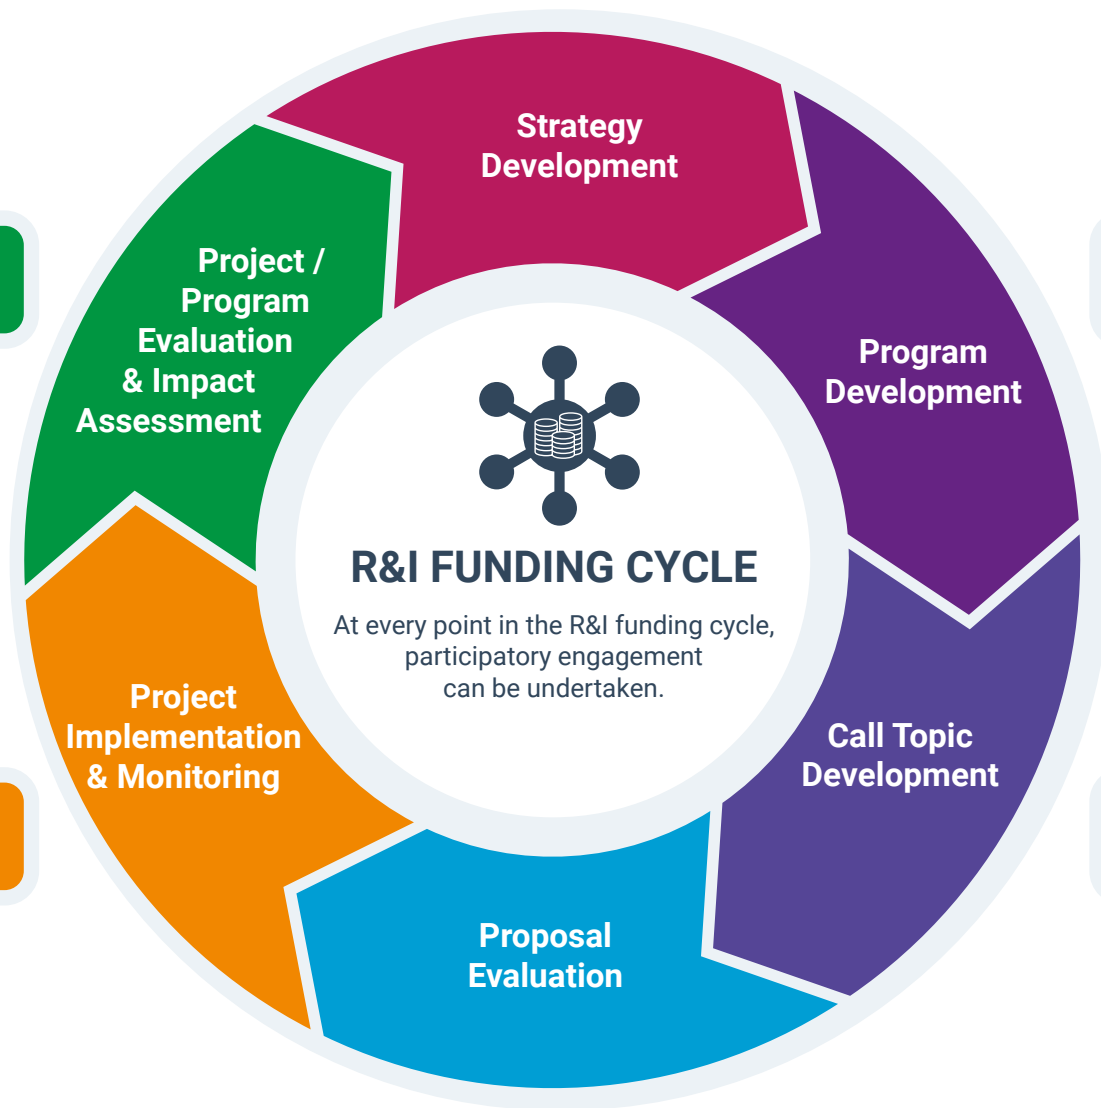 Strategy
Development
Program
Development
Call Topic
Development
Proposal
Evaluation
Project
Implementation
& Monitoring
Project /
Program
Evaluation
& Impact
Assessment
R&I FUNDING CYCLE
At every point in the R&I funding cycle,
participatory engagement
can be undertaken.